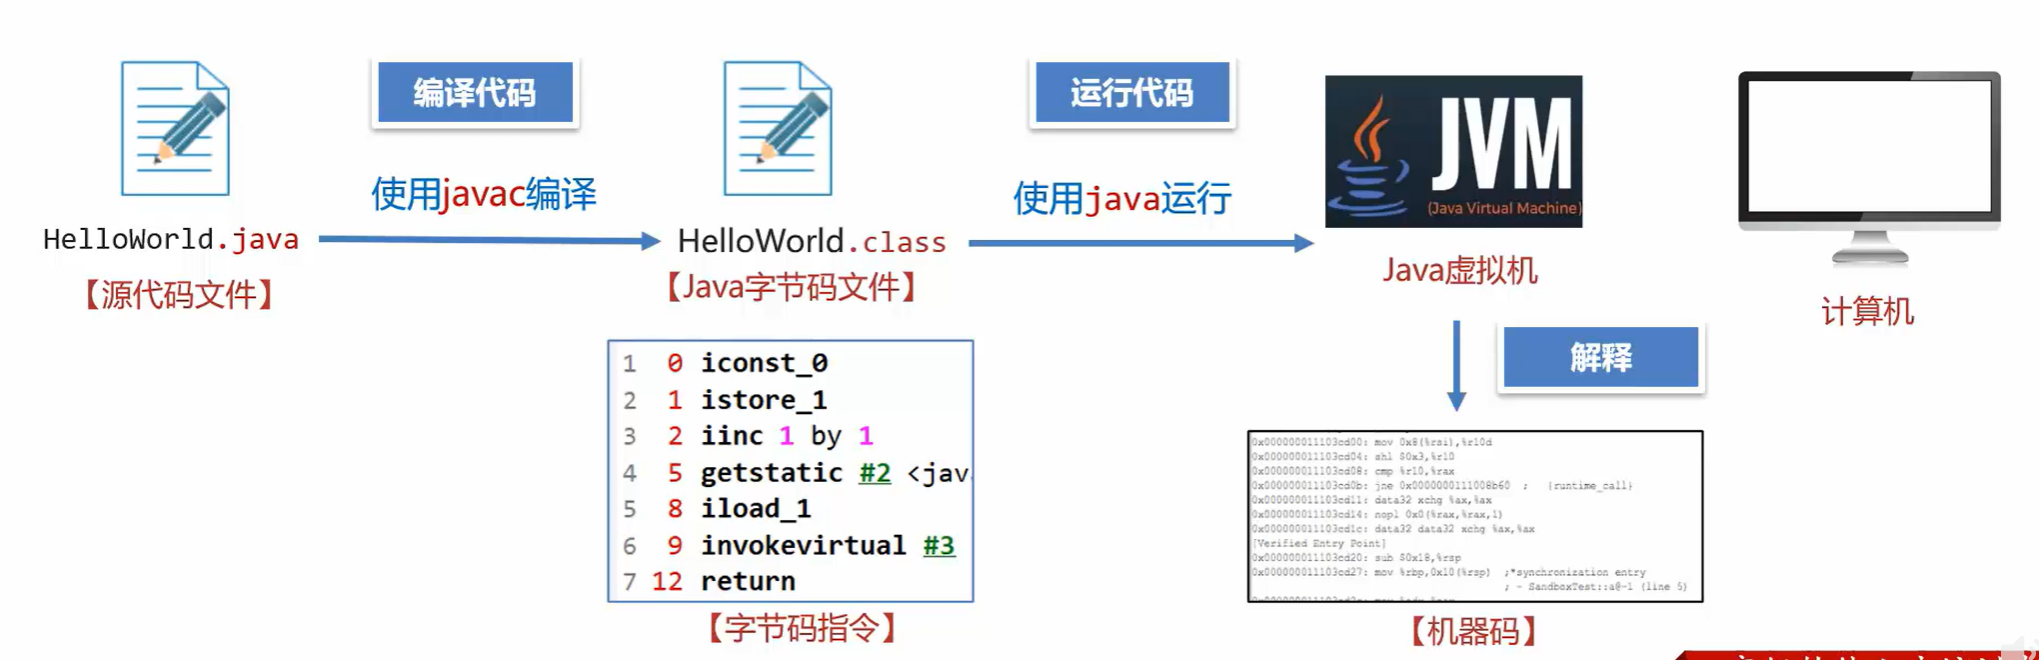 编译代码
使用javac编译
HelloWorld.java
【源代码文件】
运行代码
使用java运行
HelloWorld.class
【Java字节码文件】
JVM
(Java Virtual Machine)
Java虚拟机
计算机
解释
1 0 iconst_0
2 1 istore_1
3 2 iinc 1 by 1
4 5 getstatic #2 <jav
5 8 iload_1
6 9 invokevirtual #3
7 12 return
【字节码指令】
0x000000011103cd00: mov 0x8(%rsi),%r10d
0x000000011103cd04: shl $0x3,%r10
0x000000011103cd08: cmp %r10,%rax
0x000000011103cd0b: jne 0x0000000111008b60 ; {runtime_call}
0x000000011103cd11: data32 xchg %ax,%ax
0x000000011103cd14: nopl 0x0(%rax,%rax,1)
0x000000011103cd1c: data32 data32 xchg %ax,%ax
[Verified Entry Point]
0x000000011103cd20: sub $0x18,%rsp
0x000000011103cd27: mov %rbp,0x10(%rsp) ;*synchronization entry
; - SandboxTest::a@-1 (line 5)
【机器码】